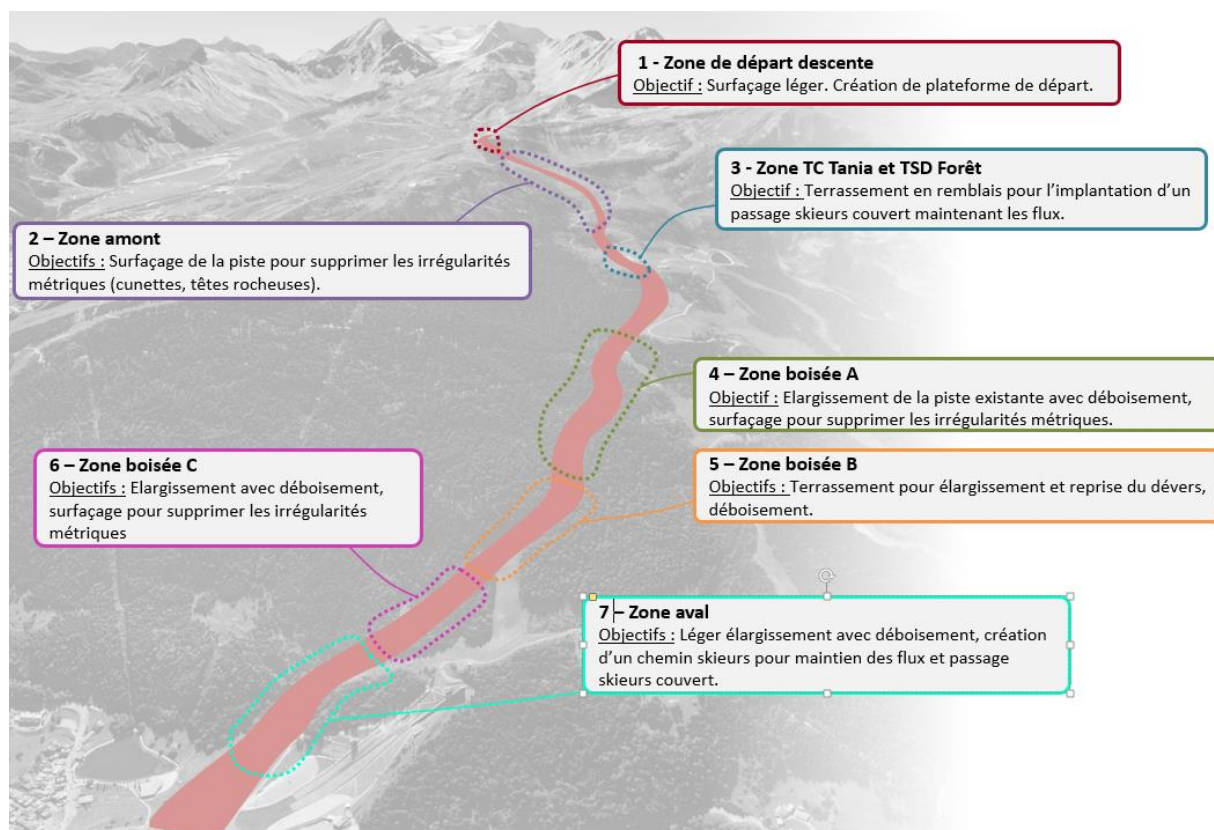 1 - Zone de départ descente
Objectif : Surfaçage léger. Création de plateforme de départ.
3 - Zone TC Tania et TSD Forêt
Objectif : Terrassement en remblais pour l’implantation d’un
passage skieurs couvert maintenant les flux.
2 – Zone amont
Objectifs : Surfaçage de la piste pour supprimer les irrégularités
métriques (cunettes, têtes rocheuses).
4 – Zone boisée A
Objectif : Elargissement de la piste existante avec déboisement,
surfaçage pour supprimer les irrégularités métriques.
6 – Zone boisée C
Objectifs : Elargissement avec déboisement,
surfaçage pour supprimer les irrégularités
métriques
5 – Zone boisée B
Objectifs : Terrassement pour élargissement et reprise du dévers,
déboisement.
7 – Zone aval
Objectifs : Léger élargissement avec déboisement, création
d’un chemin skieurs pour maintien des flux et passage
skieurs couvert.